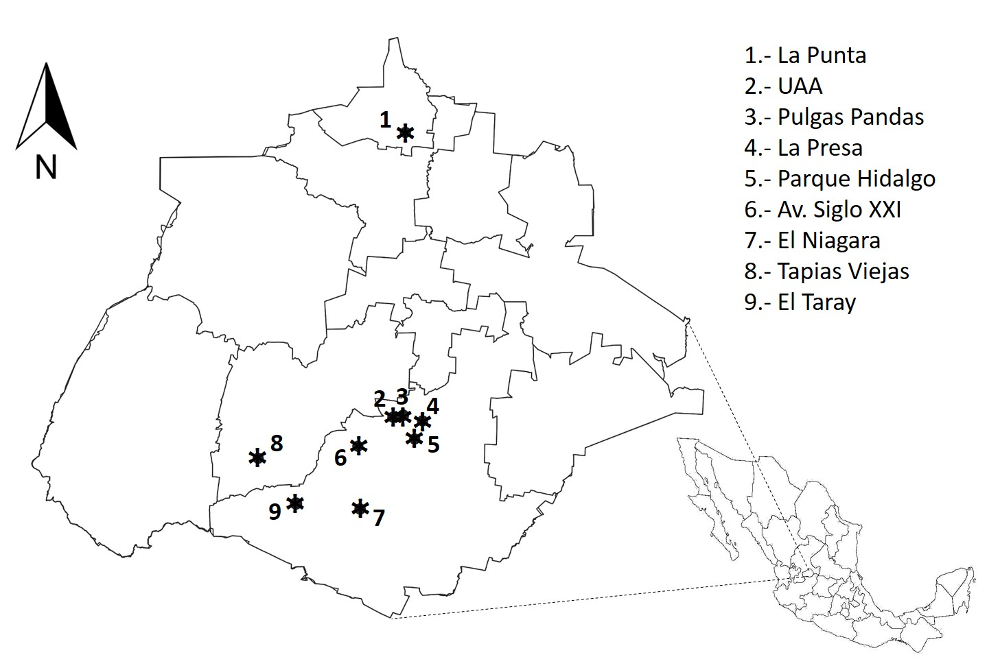 1.- La Punta
2.- UAA
3.- Pulgas Pandas
4.- La Presa
5.- Parque Hidalgo
6.- Av. Siglo XXI
7.- El Niagara
8.- Tapias Viejas
9.- El Taray
N
1
2
3
4
5
6
8
9
7